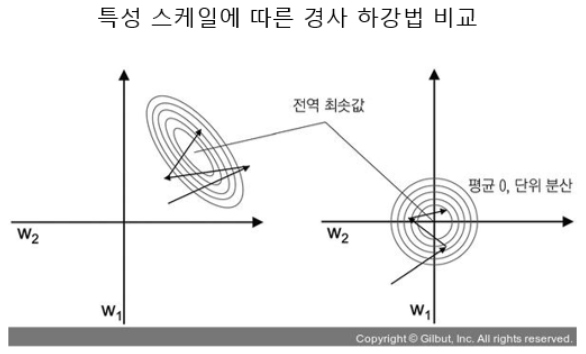 특성 스케일에 따른 경사 하강법 비교
전역 최솟값
평균 0, 단위 분산
w₂
w₂
w₁
w₁
Copyright © Gilbut, Inc. All rights reserved.